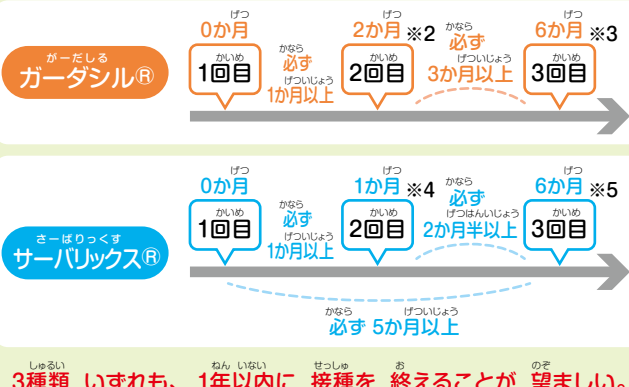 げつ げつ げつ
0か月 2か月 ※2 6か月 ※3
がーだしる かいめ かなら かいめ かなら かいめ
ガーダシル® 1回目 必ず 2回目 必ず 3回目
げついじょう げついじょう
1か月以上 3か月以上
げつ げつ げつ
0か月 1か月 ※4 6か月 ※5
さーばりっくす かいめ かなら かいめ かなら かいめ
サーバリックス® 1回目 必ず 2回目 必ず 3回目
げついじょう げつはんいじょう
1か月以上 2か月半以上
かなら げついじょう
必ず 5か月以上
しゅるい ねん いない せっしゅ お のぞ
3種類 いずれも、 1年以内に 接種を 終えることが 望ましい。